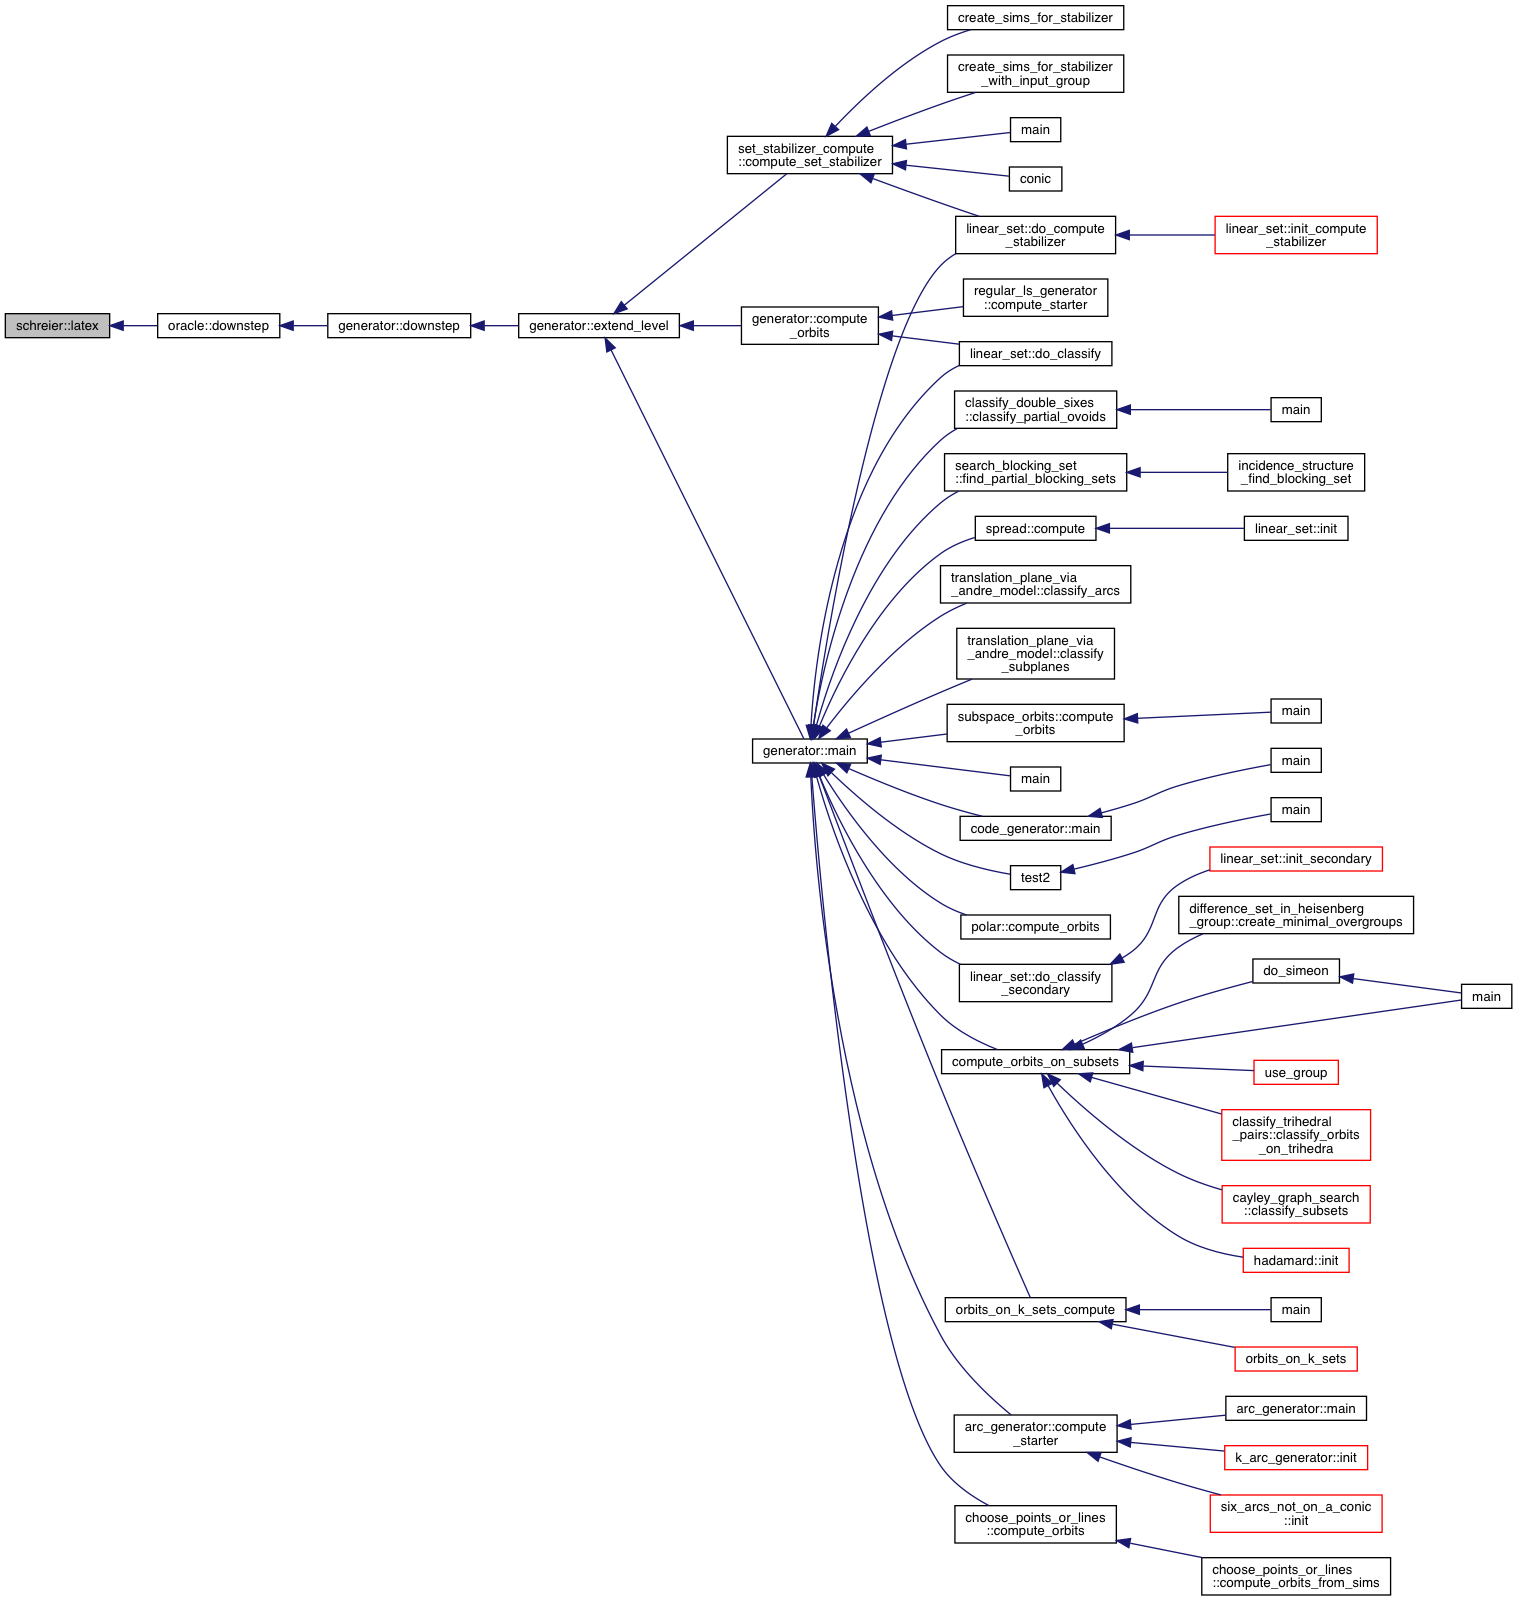 create_sims_for_stabilizer
create_sims_for_stabilizer
_with_input_group
main
set_stabilizer_compute
::compute_set_stabilizer
conic
linear_set::do_compute
_stabilizer
linear_set::init_compute
_stabilizer
regular_ls_generator
::compute_starter
schreier::latex
oracle::downstep
generator::downstep
generator::extend_level
generator::compute
_orbits
linear_set::do_classify
classify_double_sixes
::classify_partial_ovoids
main
search_blocking_set
::find_partial_blocking_sets
incidence_structure
_find_blocking_set
spread::compute
linear_set::init
translation_plane_via
_andre_model::classify_arcs
translation_plane_via
_andre_model::classify
_subplanes
subspace_orbits::compute
_orbits
main
generator::main
main
main
code_generator::main
main
test2
linear_set::init_secondary
polar::compute_orbits
difference_set_in_heisenberg
_group::create_minimal_overgroups
linear_set::do_classify
_secondary
do_simeon
main
compute_orbits_on_subsets
use_group
classify_trihedral
_pairs::classify_orbits
_on_trihedra
cayley_graph_search
::classify_subsets
hadamard::init
orbits_on_k_sets_compute
main
orbits_on_k_sets
arc_generator::compute
_starter
arc_generator::main
k_arc_generator::init
six_arcs_not_on_a_conic
::init
choose_points_or_lines
::compute_orbits
choose_points_or_lines
::compute_orbits_from_sims